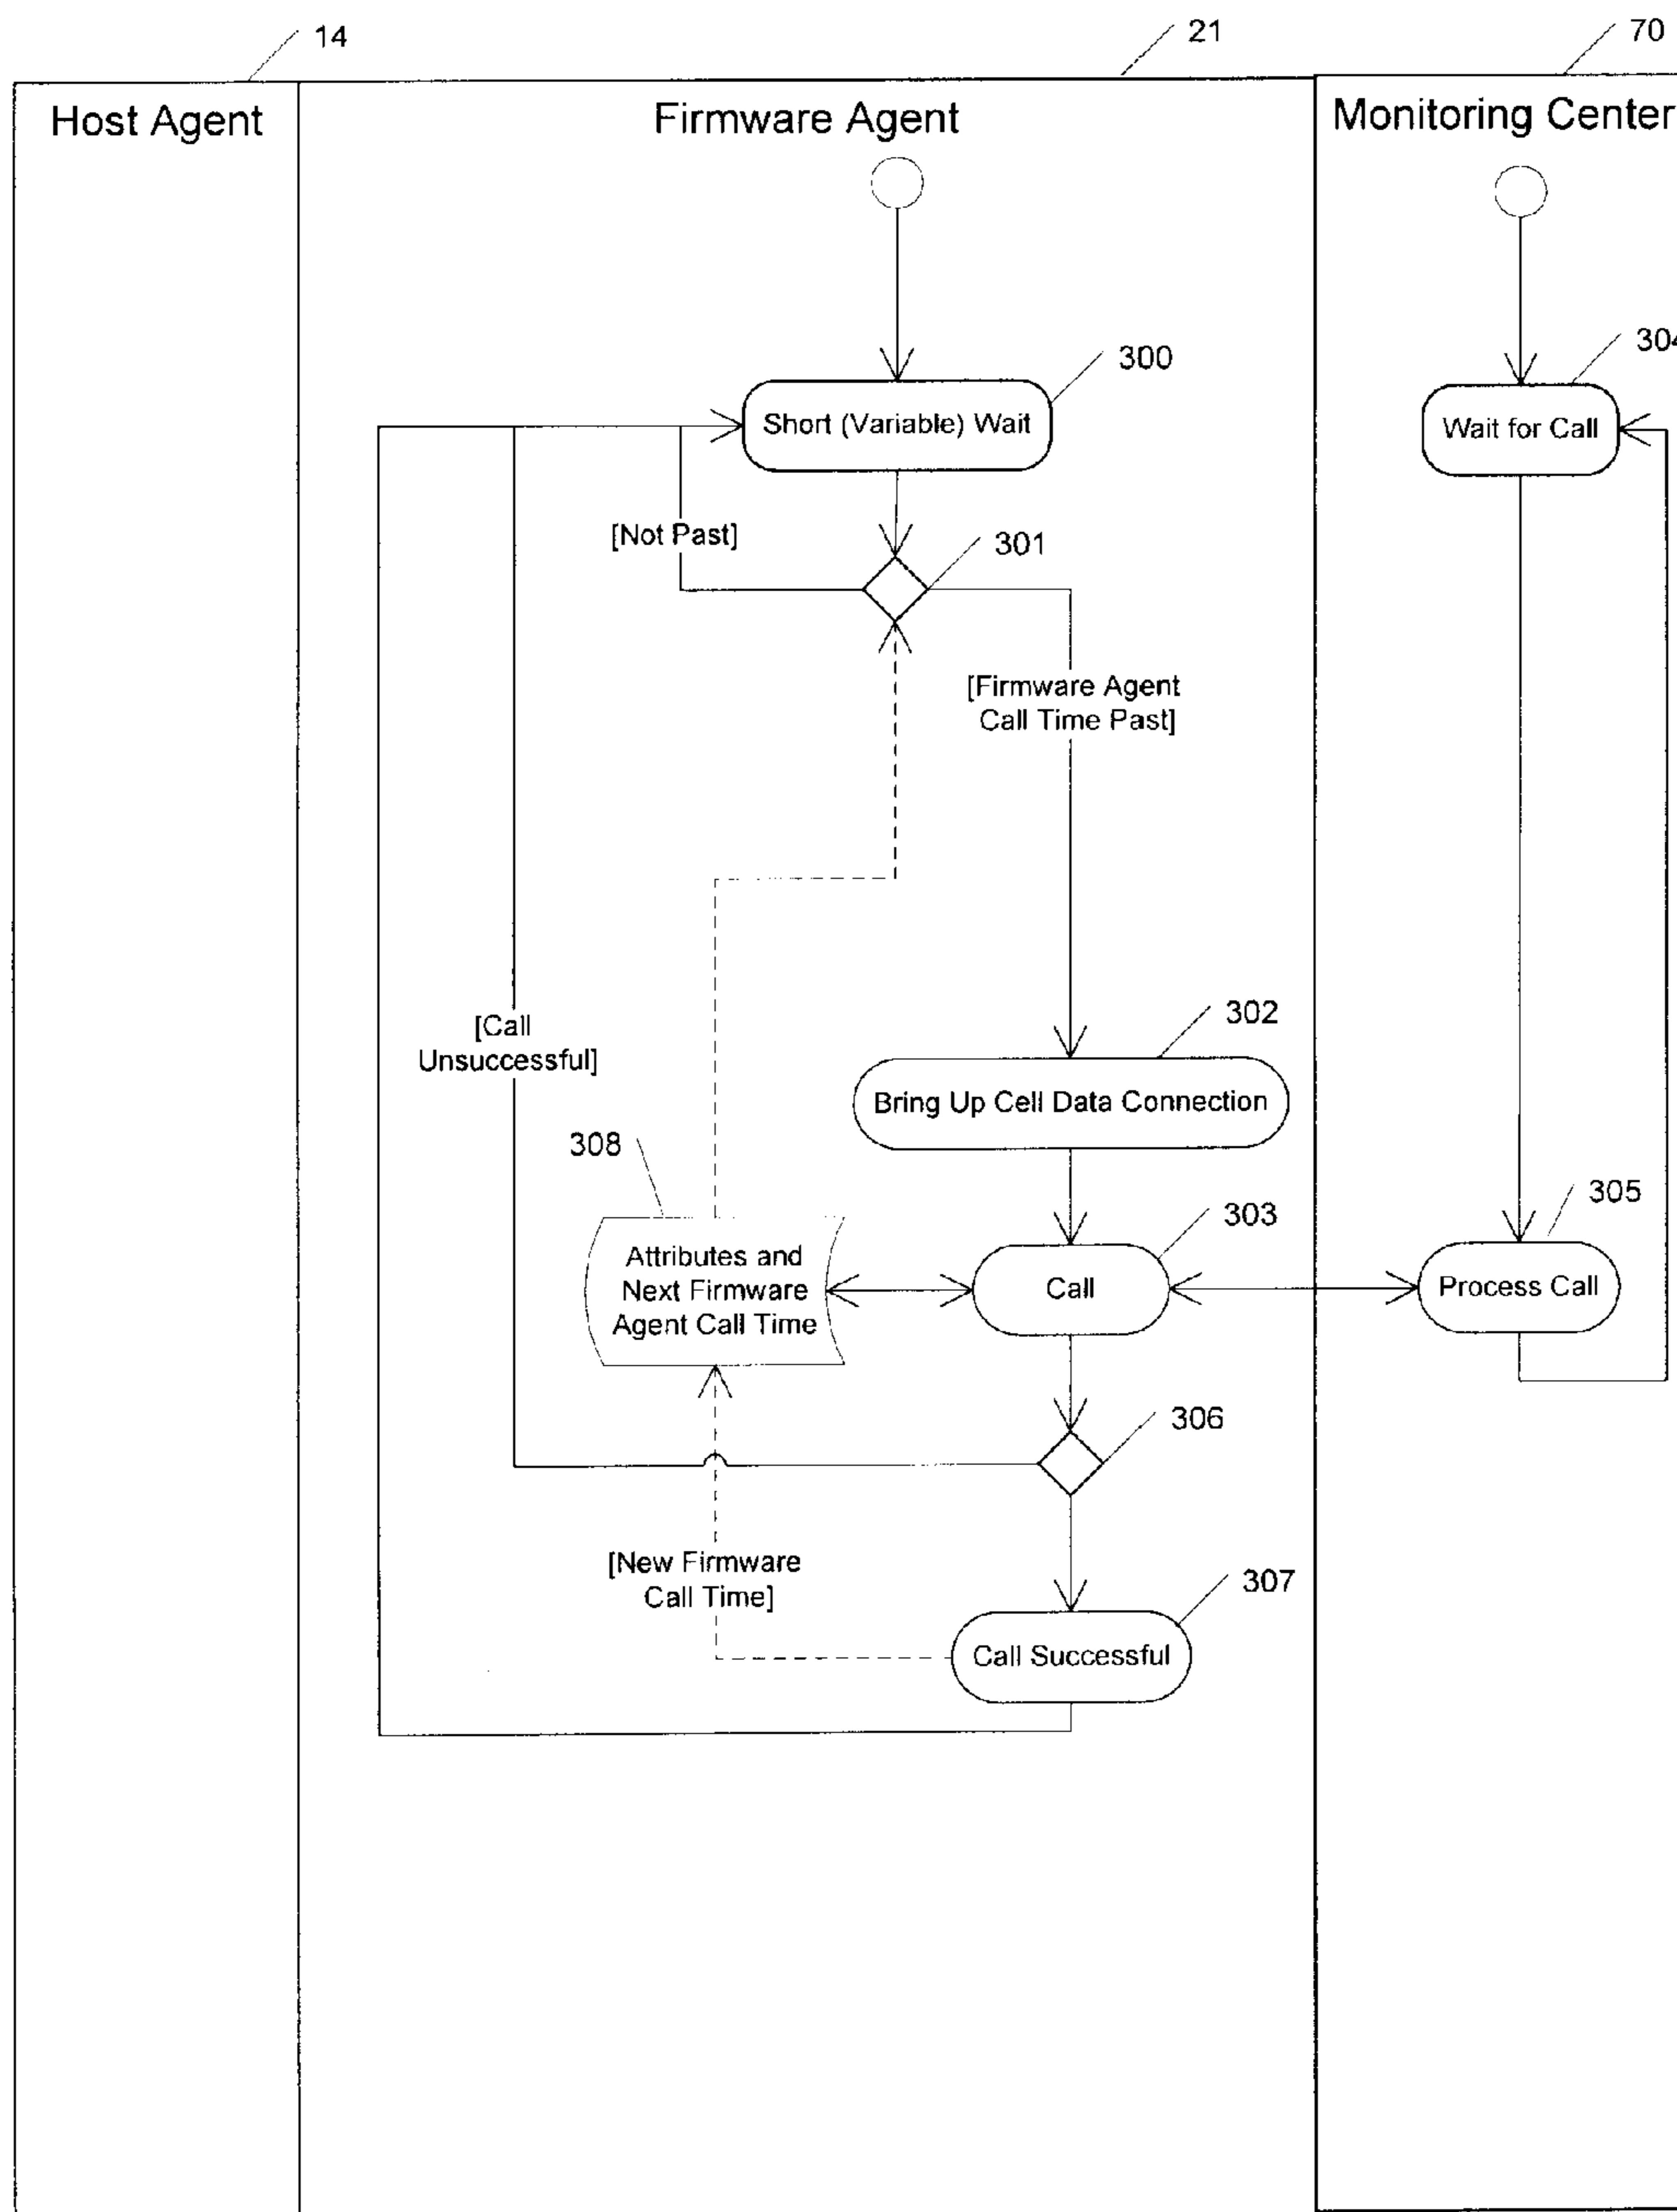 14
21
70
Host Agent
Firmware Agent
Monitoring Center
300
304
Short (Variable) Wait
Wait for Call
[Not Past]
301
[Firmware Agent
Call Time Past]
[Call
Unsuccessful]
302
Bring Up Cell Data Connection
308
303
305
Attributes and
Next Firmware
Agent Call Time
Call
Process Call
306
[New Firmware
Call Time]
307
Call Successful